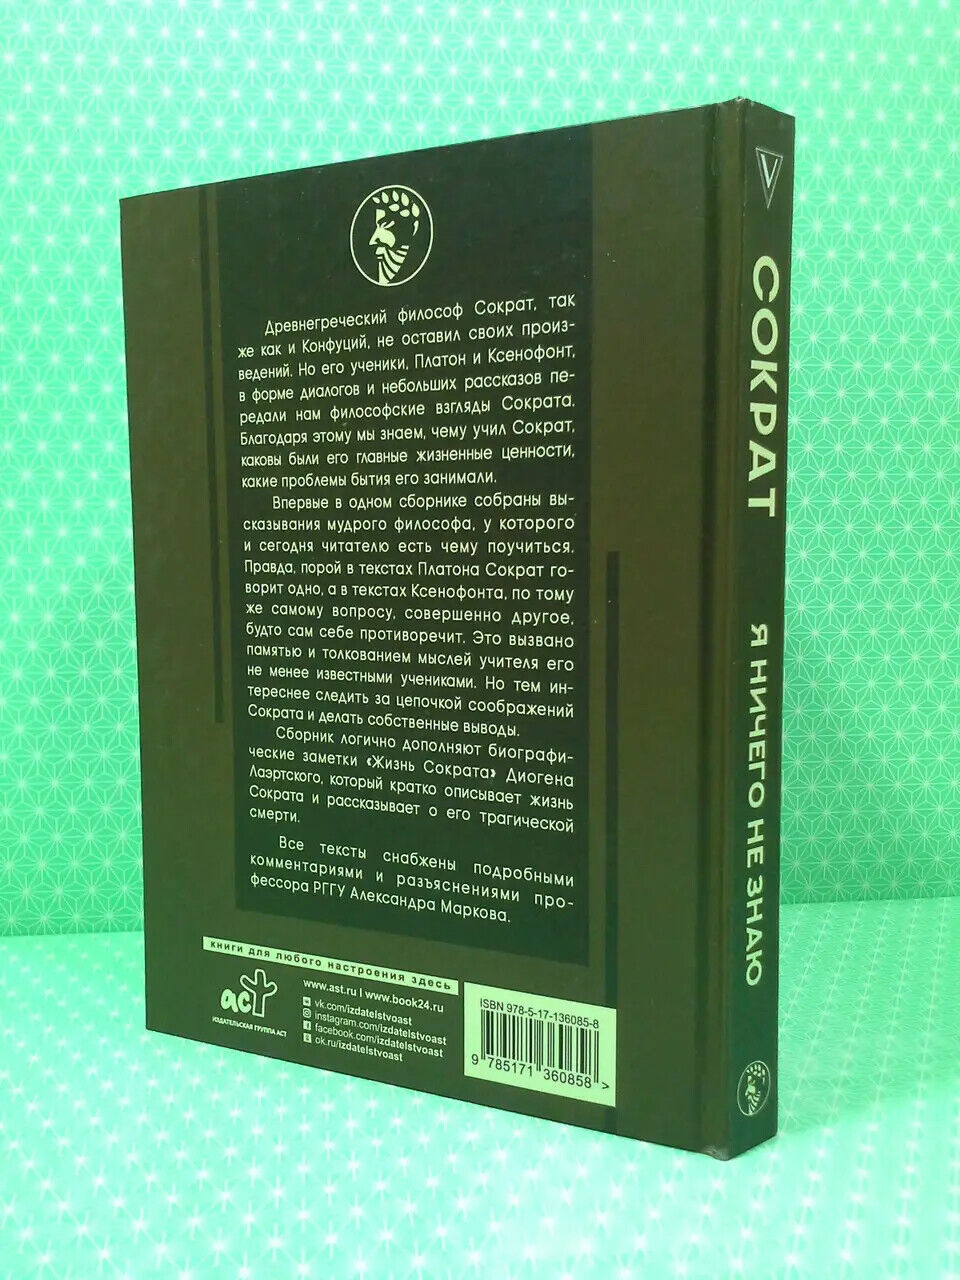 Древнегреческий философ Сократ, так
же как и Конфуций, не оставил своих произ-
ведений. Но его ученики, Платон и Ксенофонт,
в форме диалогов и небольших рассказов пе-
редали нам философские взгляды Сократа.
Благодаря этому мы знаем, чему учил Сократ,
каковы были его главные жизненные ценности,
какие проблемы бытия его занимали.
Впервые в одном сборнике собраны вы-
сказывания мудрого философа, у которого
и сегодня читателю есть чему поучиться.
Правда, порой в текстах Платона Сократ го-
ворит одно, а в текстах Ксенофонта, по тому
же самому вопросу, совершенно другое,
будто сам себе противоречит. Это вызвано
памятью и толкованием мыслей учителя его
не менее известными учениками. Но тем ин-
тереснее следить за цепочкой соображений
Сократа и делать собственные выводы.
Сборник логично дополняют биографи-
ческие заметки «Жизнь Сократа» Диогена
Лаэртского, который кратко описывает жизнь
Сократа и рассказывает о его трагической
смерти.
Все тексты снабжены подробными
комментариями и разъяснениями про-
фессора РГГУ Александра Маркова.
книги для любого настроения здесь
аст
ИЗДАТЕЛЬСКАЯ ГРУППА АСТ
www.ast.ru | www.book24.ru
vk.com/izdatelstvoast
instagram.com/izdatelstvoast
facebook.com/izdatelstvoast
ok.ru/izdatelstvoast
ISBN 978-5-17-136085-8
9 785171 360858 >
V
СОКРАТ
Я НИЧЕГО НЕ ЗНАЮ